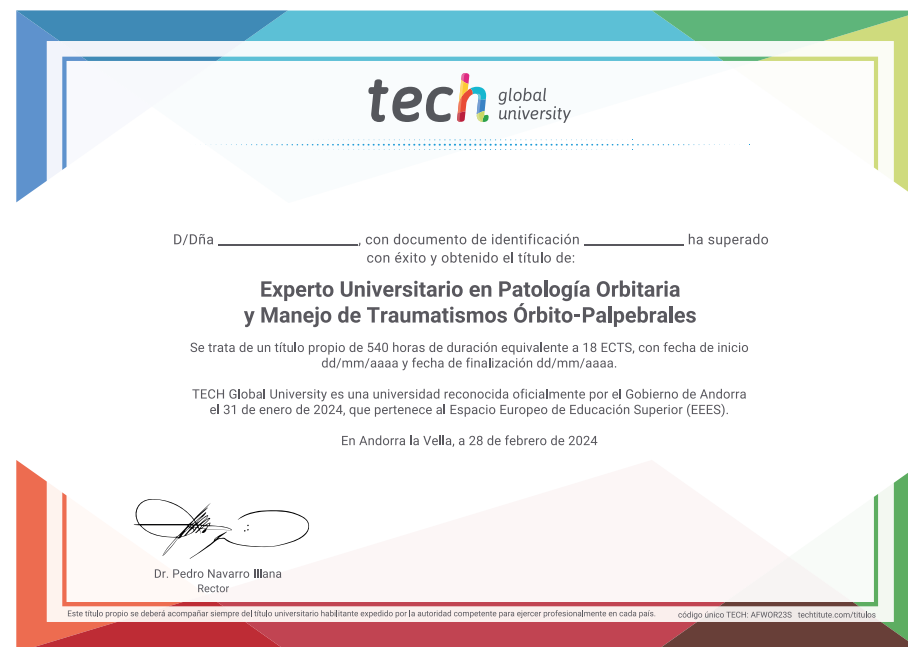 tech global university
D/Dña __________________, con documento de identificación _____________ ha superado
con éxito y obtenido el título de:
Experto Universitario en Patología Orbitaria
y Manejo de Traumatismos Órbito-Palpebrales
Se trata de un título propio de 540 horas de duración equivalente a 18 ECTS, con fecha de inicio
dd/mm/aaaa y fecha de finalización dd/mm/aaaa.
TECH Global University es una universidad reconocida oficialmente por el Gobierno de Andorra
el 31 de enero de 2024, que pertenece al Espacio Europeo de Educación Superior (EEES).
En Andorra la Vella, a 28 de febrero de 2024
Dr. Pedro Navarro Illana
Rector
Este título propio se deberá acompañar siempre del título universitario habilitante expedido por la autoridad competente para ejercer profesionalmente en cada país. código único TECH: AFWOR23S techtitute.com/titulos